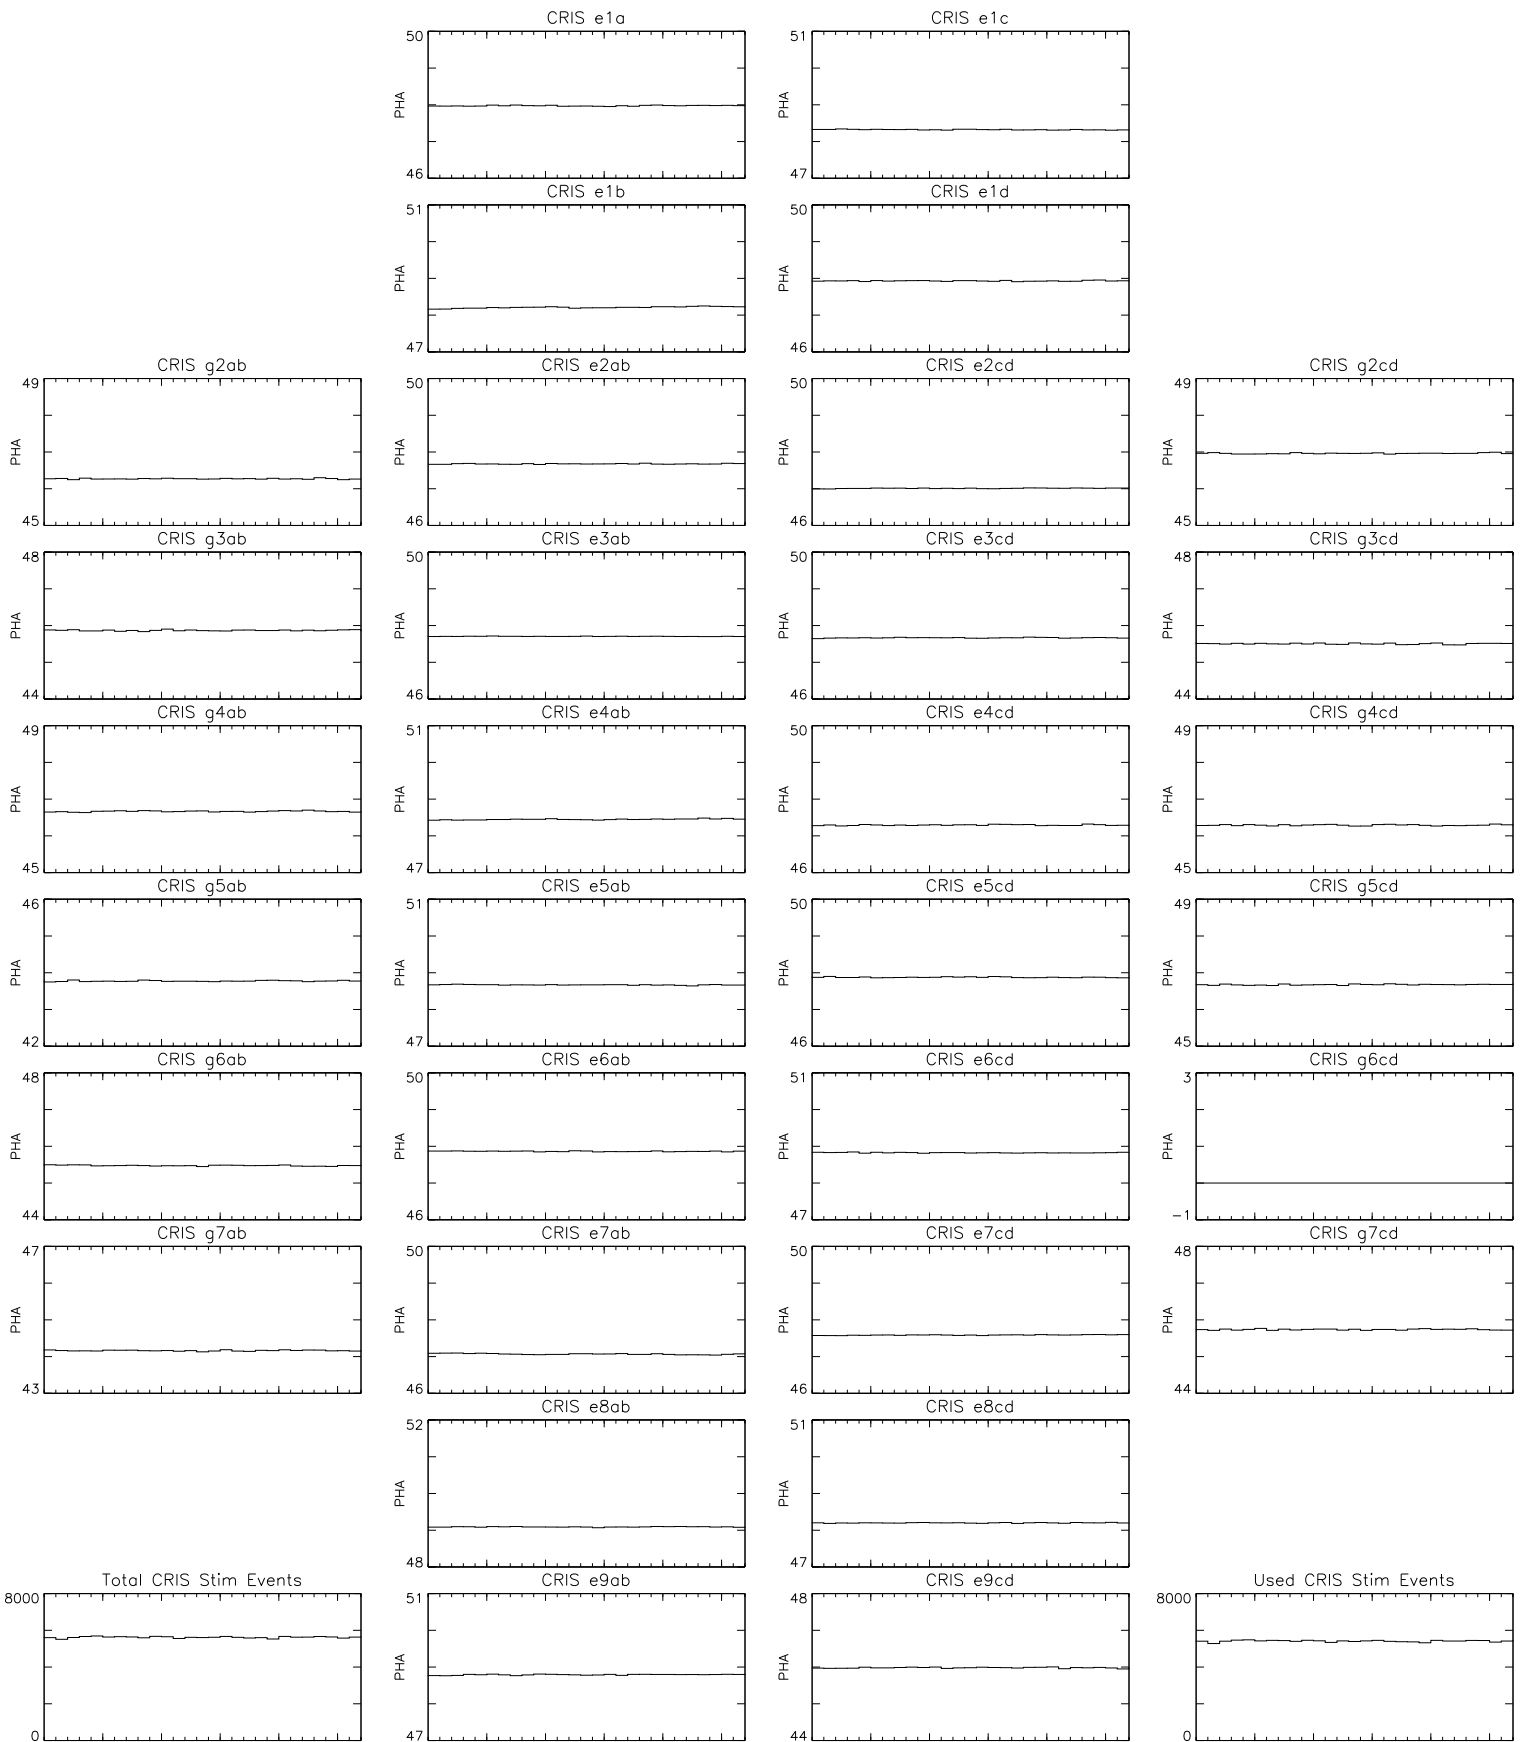 CRIS e1a
50
PHA
46
CRIS e1c
51
PHA
47
CRIS e1b
51
PHA
47
CRIS e1d
50
PHA
46
CRIS g2ab
49
PHA
45
CRIS e2ab
50
PHA
46
CRIS e2cd
50
PHA
46
CRIS g2cd
49
PHA
45
CRIS g3ab
48
PHA
44
CRIS e3ab
50
PHA
46
CRIS e3cd
50
PHA
46
CRIS g3cd
48
PHA
44
CRIS g4ab
49
PHA
45
CRIS e4ab
51
PHA
47
CRIS e4cd
50
PHA
46
CRIS g4cd
49
PHA
45
CRIS g5ab
46
PHA
42
CRIS e5ab
51
PHA
47
CRIS e5cd
50
PHA
46
CRIS g5cd
49
PHA
45
CRIS g6ab
48
PHA
44
CRIS e6ab
50
PHA
46
CRIS e6cd
51
PHA
47
CRIS g6cd
3
PHA
-1
CRIS g7ab
47
PHA
43
CRIS e7ab
50
PHA
46
CRIS e7cd
50
PHA
46
CRIS g7cd
48
PHA
44
CRIS e8ab
52
PHA
48
CRIS e8cd
51
PHA
47
Total CRIS Stim Events
8000
0
CRIS e9ab
51
PHA
47
CRIS e9cd
48
PHA
44
Used CRIS Stim Events
8000
0